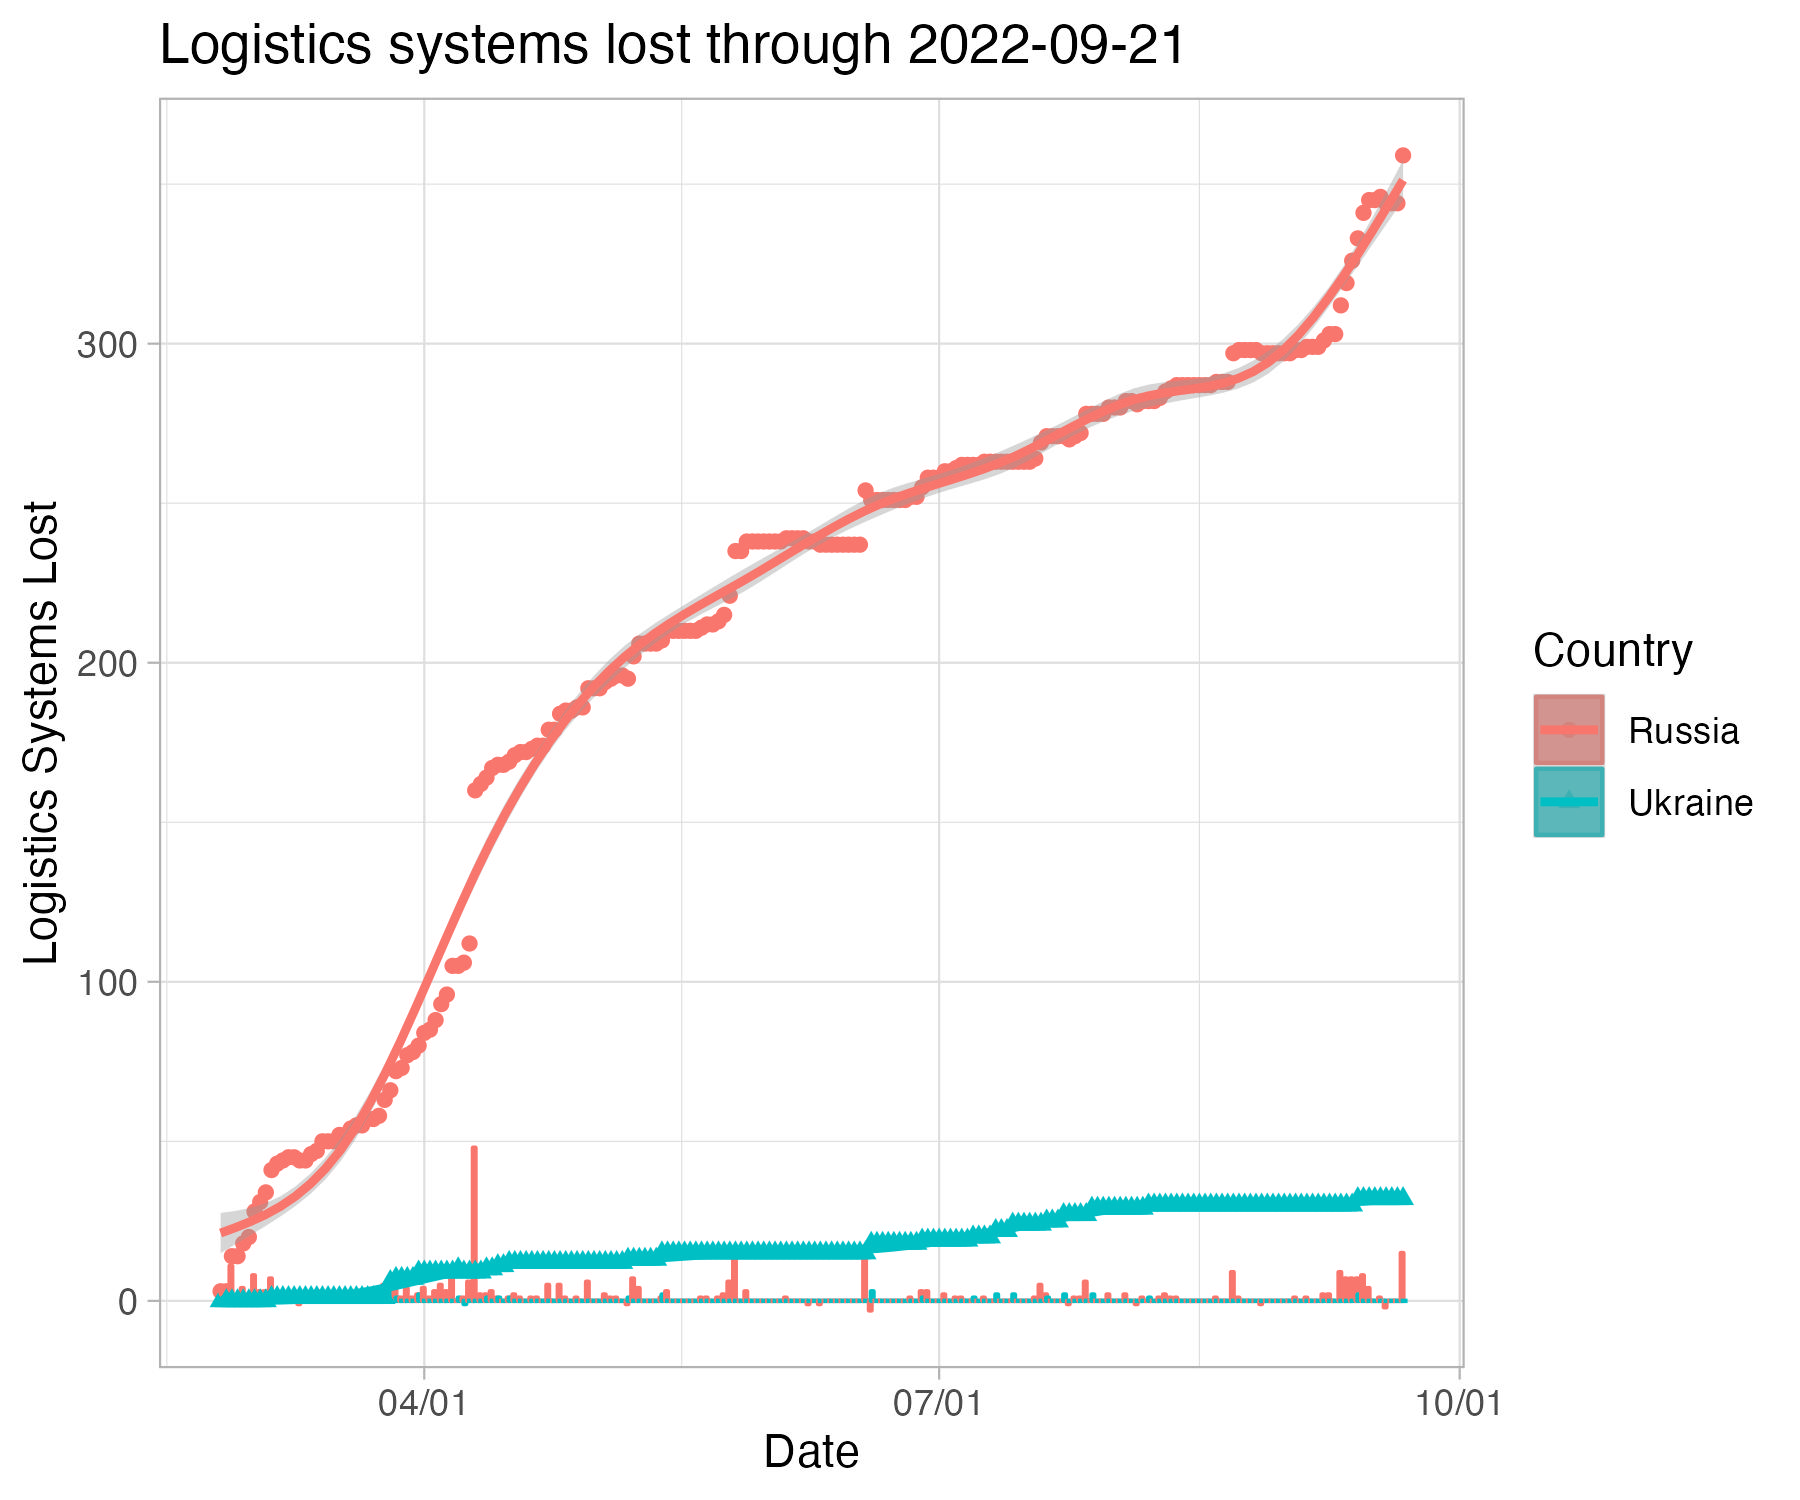 Logistics systems lost through 2022-09-21
Logistics Systems Lost
300
200
100
0
04/01
07/01
10/01
Date
Country
Russia
Ukraine